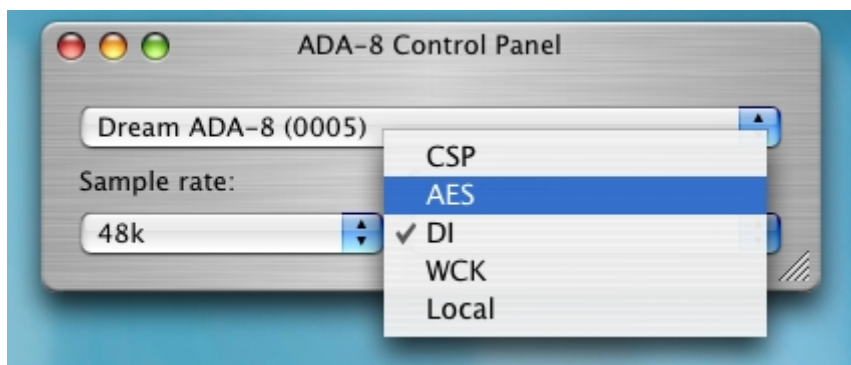 ADA-8 Control Panel
Dream ADA-8 (0005)
Sample rate:
48k
CSP
AES
✓ DI
WCK
Local